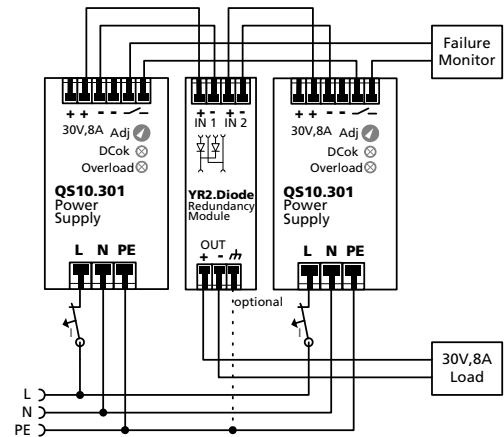 Failure
Monitor
+ + - - -
30V,8A Adj
DCok
Overload
QS10.301
Power
Supply
L N PE
+ - + -
IN 1 IN 2
YR2.Diode
Redundancy
Module
OUT
+ -
optional
+ + - - -
30V,8A Adj
DCok
Overload
QS10.301
Power
Supply
L N PE
I
I
30V,8A
Load
L
N
PE